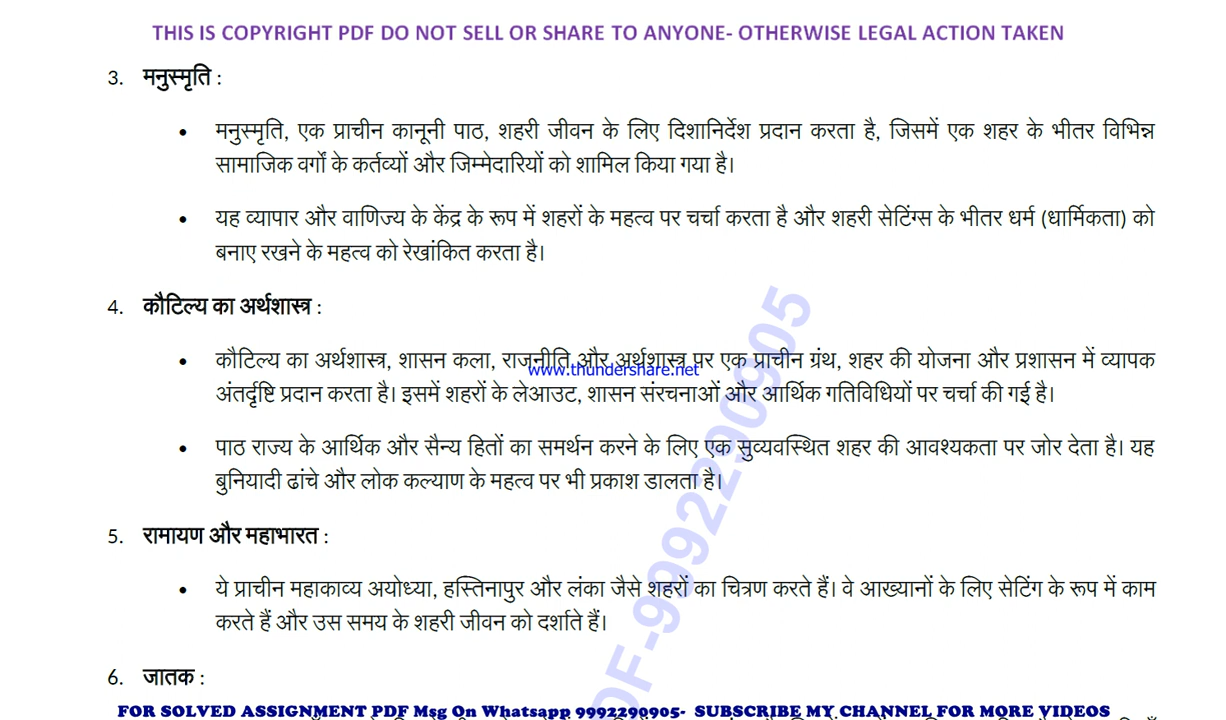 THIS IS COPYRIGHT PDF DO NOT SELL OR SHARE TO ANYONE- OTHERWISE LEGAL ACTION TAKEN
3. मनुस्मृति :
• मनुस्मृति, एक प्राचीन कानूनी पाठ, शहरी जीवन के लिए दिशानिर्देश प्रदान करता है, जिसमें एक शहर के भीतर विभिन्न
सामाजिक वर्गों के कर्तव्यों और जिम्मेदारियों को शामिल किया गया है।
• यह व्यापार और वाणिज्य के केंद्र के रूप में शहरों के महत्व पर चर्चा करता है और शहरी सेटिंग्स के भीतर धर्म (धार्मिकता) को
बनाए रखने के महत्व को रेखांकित करता है।
4. कौटिल्य का अर्थशास्त्र :
• कौटिल्य का अर्थशास्त्र, शासन कला, राजनीति और अर्थशास्त्र पर एक प्राचीन ग्रंथ, शहर की योजना और प्रशासन में व्यापक
www.thundershare.net
अंतर्दृष्टि प्रदान करता है। इसमें शहरों के लेआउट, शासन संरचनाओं और आर्थिक गतिविधियों पर चर्चा की गई है।
• पाठ राज्य के आर्थिक और सैन्य हितों का समर्थन करने के लिए एक सुव्यवस्थित शहर की आवश्यकता पर जोर देता है। यह
बुनियादी ढांचे और लोक कल्याण के महत्व पर भी प्रकाश डालता है।
5. रामायण और महाभारत :
• ये प्राचीन महाकाव्य अयोध्या, हस्तिनापुर और लंका जैसे शहरों का चित्रण करते हैं। वे आख्यानों के लिए सेटिंग के रूप में काम
करते हैं और उस समय के शहरी जीवन को दर्शाते हैं।
6. जातक :
DF-9992290905
FOR SOLVED ASSIGNMENT PDF Msg On Whatsapp 9992290905- SUBSCRIBE MY CHANNEL FOR MORE VIDEOS